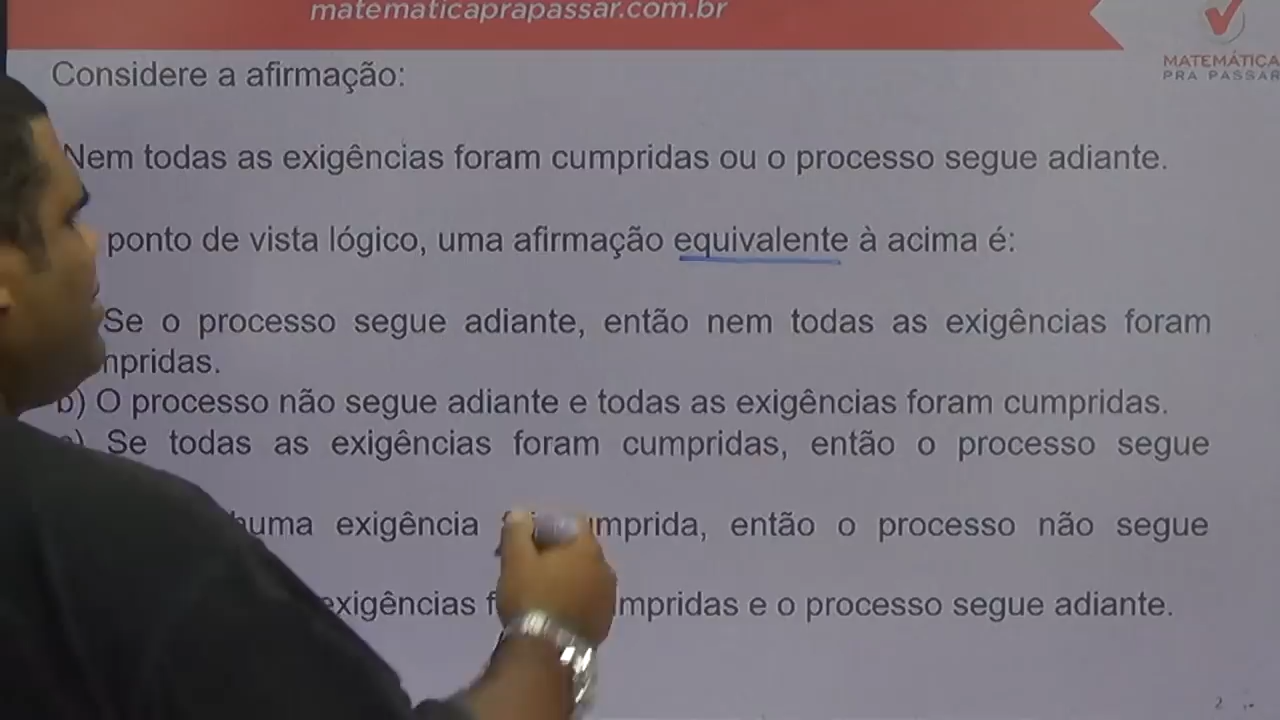 matematicaprapassar.com.br
MATEMÁTICA
PRA PASSAR
Considere a afirmação:
Nem todas as exigências foram cumpridas ou o processo segue adiante.
ponto de vista lógico, uma afirmação equivalente à acima é:
Se o processo segue adiante, então nem todas as exigências foram
mpridas.
b) O processo não segue adiante e todas as exigências foram cumpridas.
Se todas as exigências foram cumpridas, então o processo segue
huma exigência umprida, então o processo não segue
exigências f mpridas e o processo segue adiante.
2